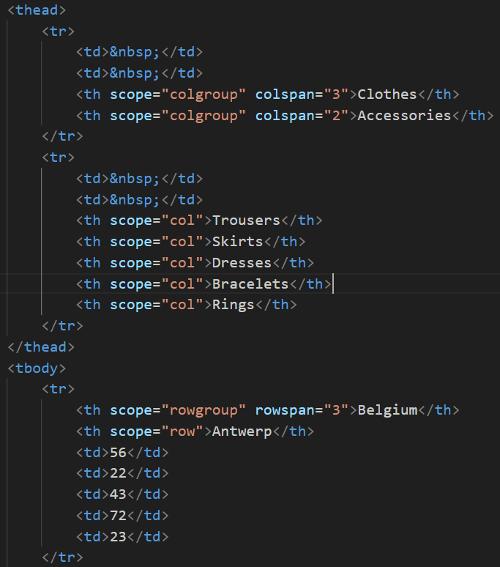 <thead>
<tr>
<td>&nbsp;</td>
<td>&nbsp;</td>
<th scope="colgroup" colspan="3">Clothes</th>
<th scope="colgroup" colspan="2">Accessories</th>
</tr>
<tr>
<td>&nbsp;</td>
<td>&nbsp;</td>
<th scope="col">Trousers</th>
<th scope="col">Skirts</th>
<th scope="col">Dresses</th>
<th scope="col">Bracelets</th>
<th scope="col">Rings</th>
</tr>
</thead>
<tbody>
<tr>
<th scope="rowgroup" rowspan="3">Belgium</th>
<th scope="row">Antwerp</th>
<td>56</td>
<td>22</td>
<td>43</td>
<td>72</td>
<td>23</td>
</tr>